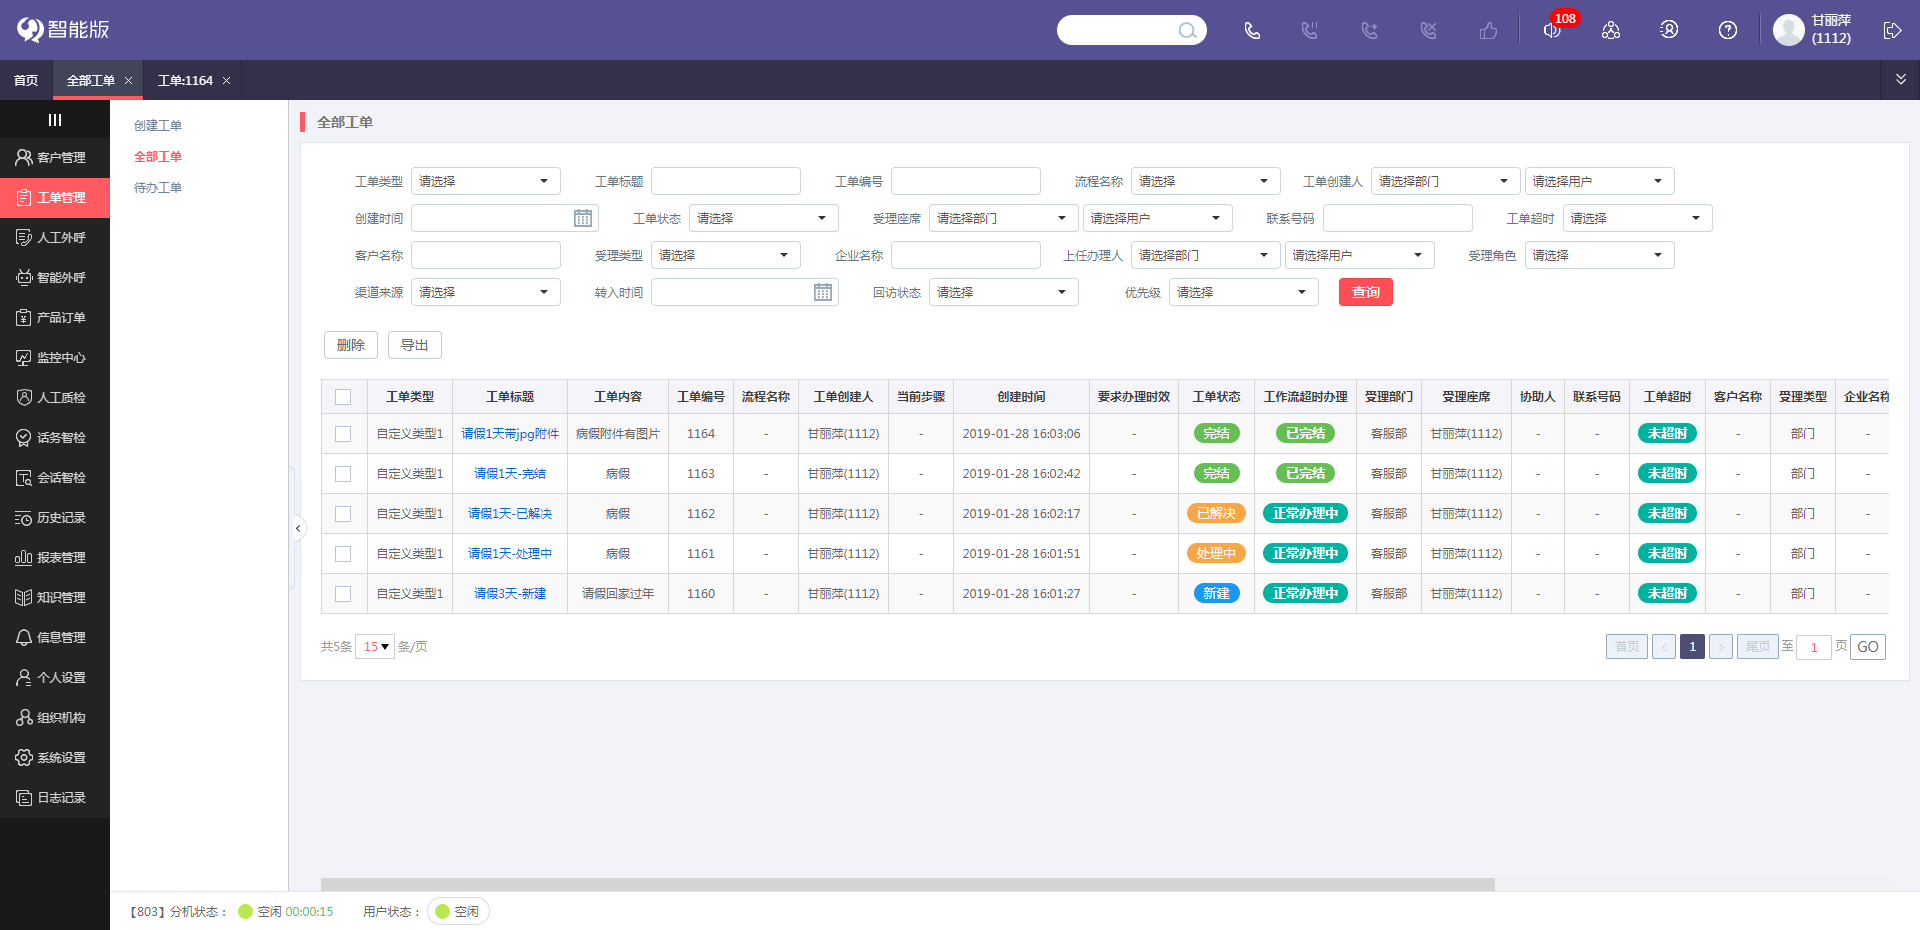 智能版
108
甘丽萍
(1112)
首页 全部工单 工单:1164
客户管理
工单管理
人工外呼
智能外呼
产品订单
监控中心
人工质检
话务智检
会话智检
历史记录
报表管理
知识管理
信息管理
个人设置
组织机构
系统设置
日志记录
创建工单
全部工单
待办工单
全部工单
工单类型 请选择 工单标题 工单编号 流程名称 请选择 工单创建人 请选择部门 请选择用户
创建时间 工单状态 请选择 受理座席 请选择部门 请选择用户 联系号码 工单超时 请选择
客户名称 受理类型 请选择 企业名称 上任办理人 请选择部门 请选择用户 受理角色 请选择
渠道来源 请选择 转入时间 回访状态 请选择 优先级 请选择 查询
删除 导出
工单类型 工单标题 工单内容 工单编号 流程名称 工单创建人 当前步骤 创建时间 要求办理时效 工单状态 工作流超时办理 受理部门 受理座席 协助人 联系号码 工单超时 客户名称 受理类型 企业名称
自定义类型1 请假1天带jpg附件 病假附件有图片 1164 - 甘丽萍(1112) - 2019-01-28 16:03:06 - 完结 已完结 客服部 甘丽萍(1112) - - 未超时 - 部门 -
自定义类型1 请假1天-完结 病假 1163 - 甘丽萍(1112) - 2019-01-28 16:02:42 - 完结 已完结 客服部 甘丽萍(1112) - - 未超时 - 部门 -
自定义类型1 请假1天-已解决 病假 1162 - 甘丽萍(1112) - 2019-01-28 16:02:17 - 已解决 正常办理中 客服部 甘丽萍(1112) - - 未超时 - 部门 -
自定义类型1 请假1天-处理中 病假 1161 - 甘丽萍(1112) - 2019-01-28 16:01:51 - 处理中 正常办理中 客服部 甘丽萍(1112) - - 未超时 - 部门 -
自定义类型1 请假3天-新建 请假回家过年 1160 - 甘丽萍(1112) - 2019-01-28 16:01:27 - 新建 正常办理中 客服部 甘丽萍(1112) - - 未超时 - 部门 -
共5条 15 条/页 首页 < 1 > 尾页 至 1 页 GO
【803】分机状态： 空闲 00:00:15 用户状态： 空闲